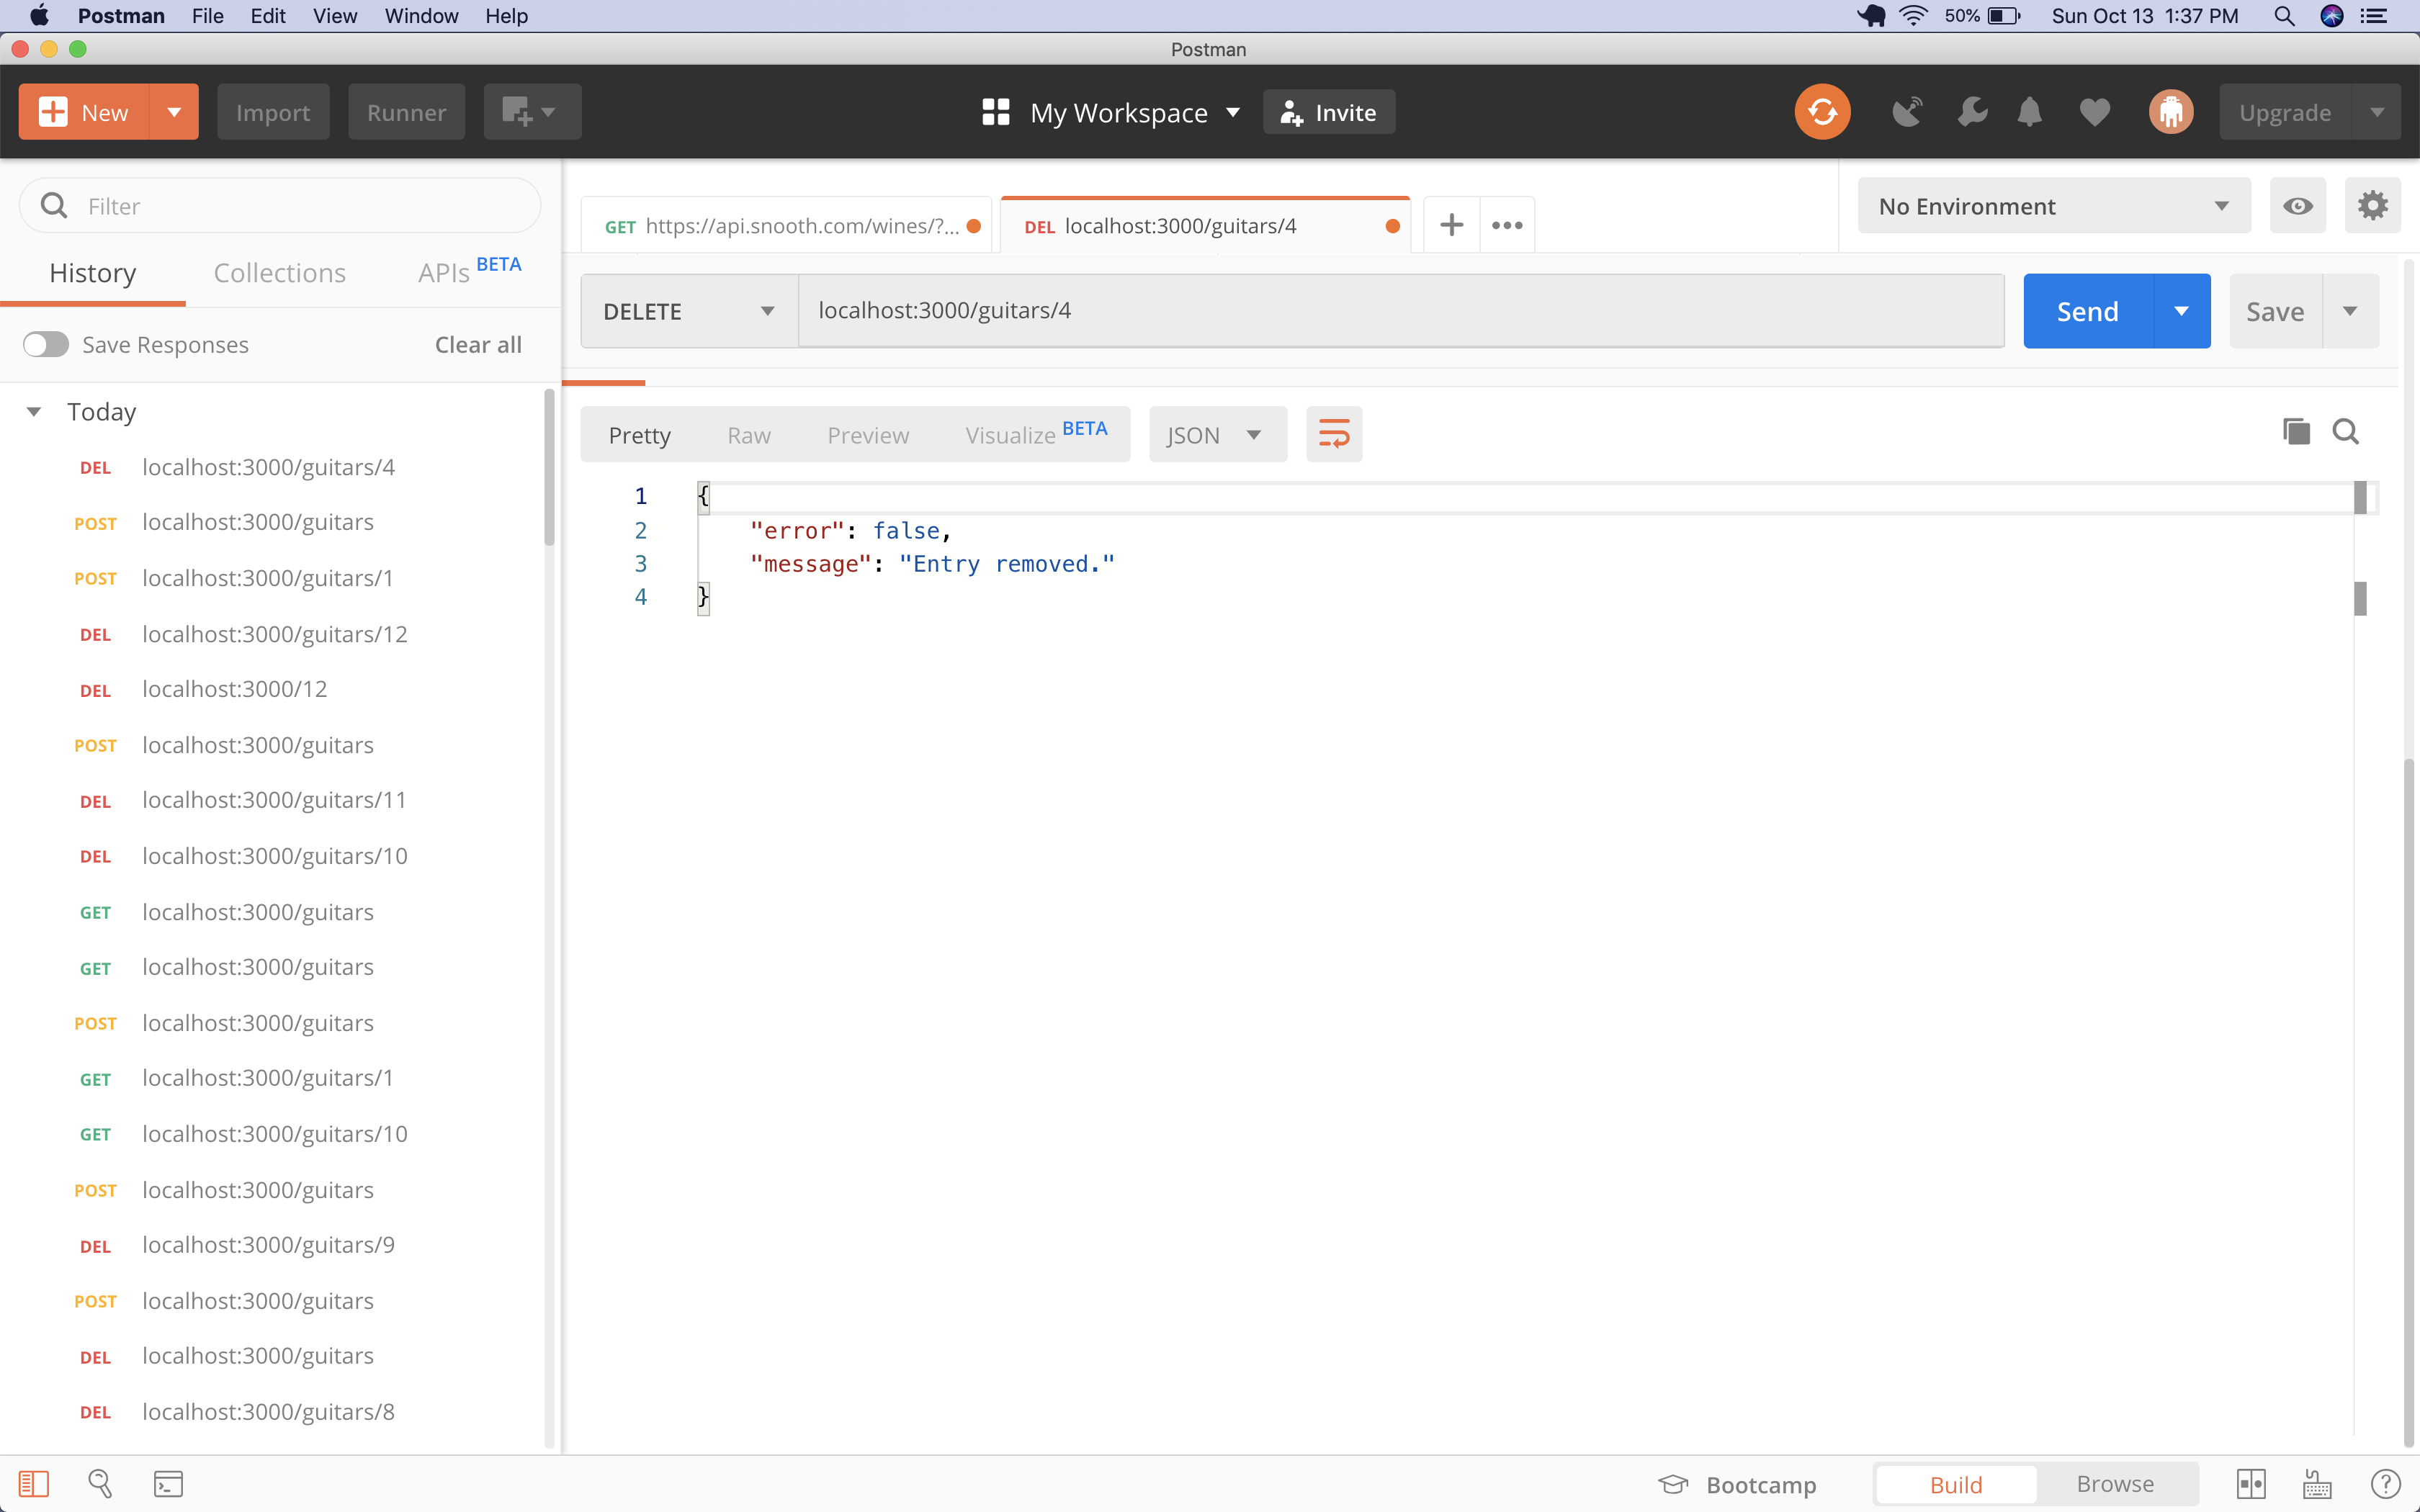 Postman File Edit View Window Help 50% Sun Oct 13 1:37 PM
Postman
New Import Runner My Workspace Invite Upgrade
Filter
GET https://api.snooth.com/wines/?... DEL localhost:3000/guitars/4 No Environment
History Collections APIs BETA
DELETE localhost:3000/guitars/4 Send Save
Save Responses Clear all
Pretty Raw Preview Visualize BETA JSON
1 {
2 "error": false,
3 "message": "Entry removed."
4 }
Today
DEL localhost:3000/guitars/4
POST localhost:3000/guitars
POST localhost:3000/guitars/1
DEL localhost:3000/guitars/12
DEL localhost:3000/12
POST localhost:3000/guitars
DEL localhost:3000/guitars/11
DEL localhost:3000/guitars/10
GET localhost:3000/guitars
GET localhost:3000/guitars
POST localhost:3000/guitars
GET localhost:3000/guitars/1
GET localhost:3000/guitars/10
POST localhost:3000/guitars
DEL localhost:3000/guitars/9
POST localhost:3000/guitars
DEL localhost:3000/guitars
DEL localhost:3000/guitars/8
Bootcamp Build Browse